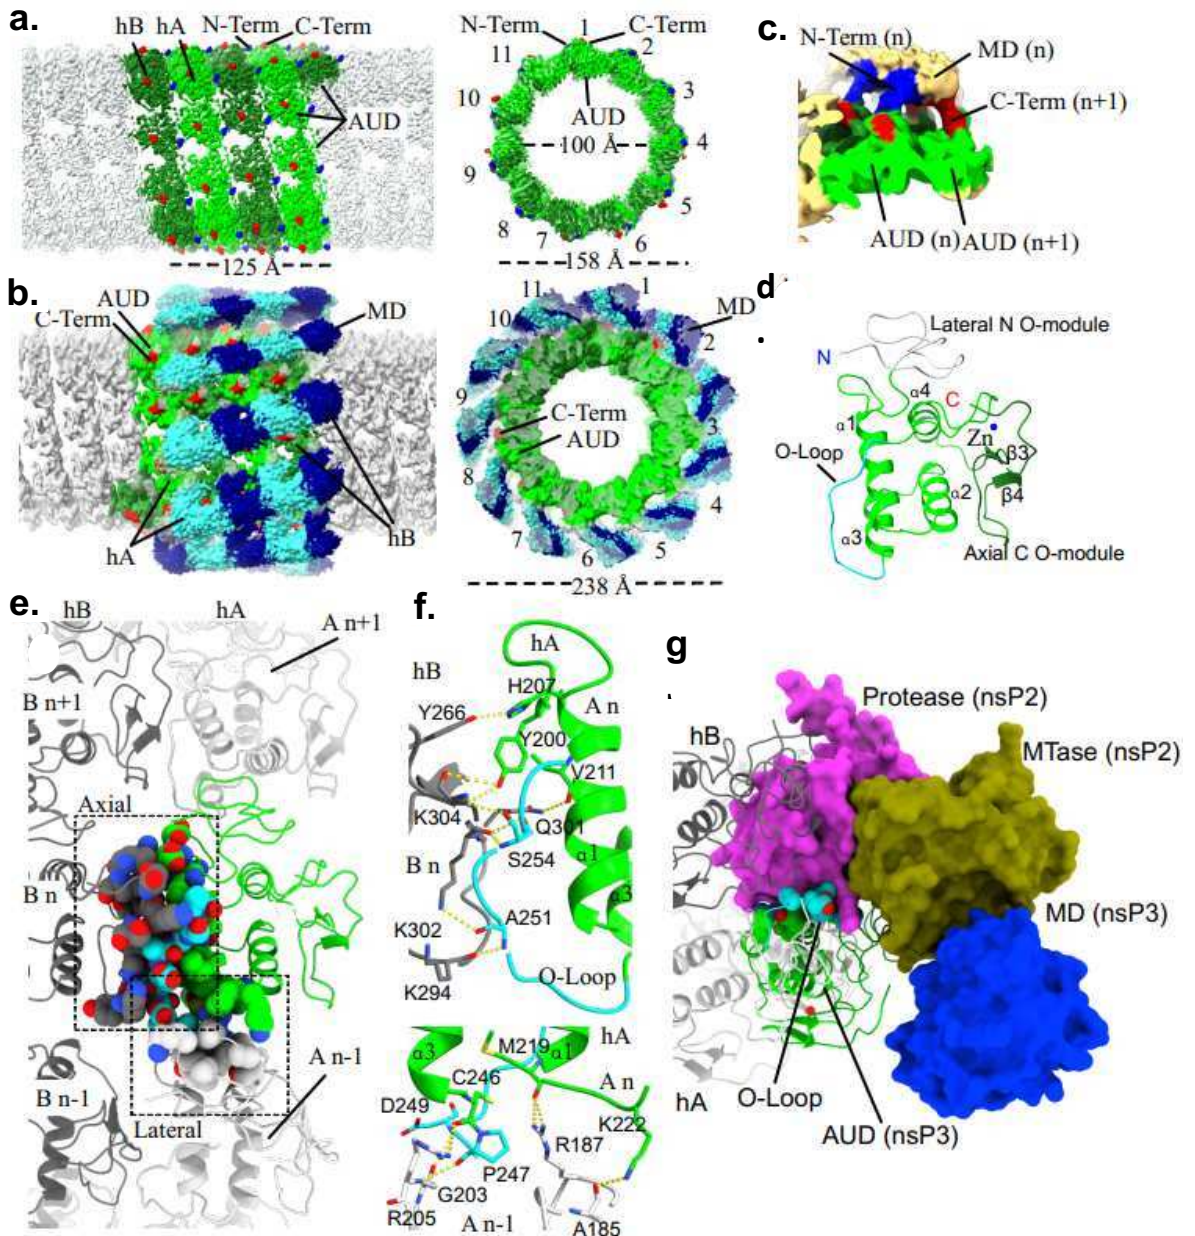 a.
hB hA N-Term C-Term
AUD
125 Å
N-Term 1 C-Term
2
3
4
5
6
7
8
9
10
11
AUD
100 Å
158 Å
c.
N-Term (n) MD (n)
C-Term (n+1)
AUD (n) AUD (n+1)
b.
AUD
C-Term
MD
hA
hB
1
MD
2
3
4
5
6
7
8
9
10
11
C-Term
AUD
238 Å
d
.
Lateral N O-module
N
α4 C
α1
Zn
β3
O-Loop
α2
β4
α3
Axial C O-module
e.
hB hA
A n+1
B n+1
Axial
B n
B n-1
A n-1
Lateral
f.
hA
hB
H207
A n
Y266
Y200
V211
K304
Q301
S254
α1
B n
α3
A251
K302
O-Loop
K294
hA
α3 M219 α1
C246
A n
D249
K222
R187
P247
G203
R205
A n-1
A185
g
.
Protease (nsP2)
hB
MTase (nsP2)
MD (nsP3)
hA
O-Loop
AUD (nsP3)